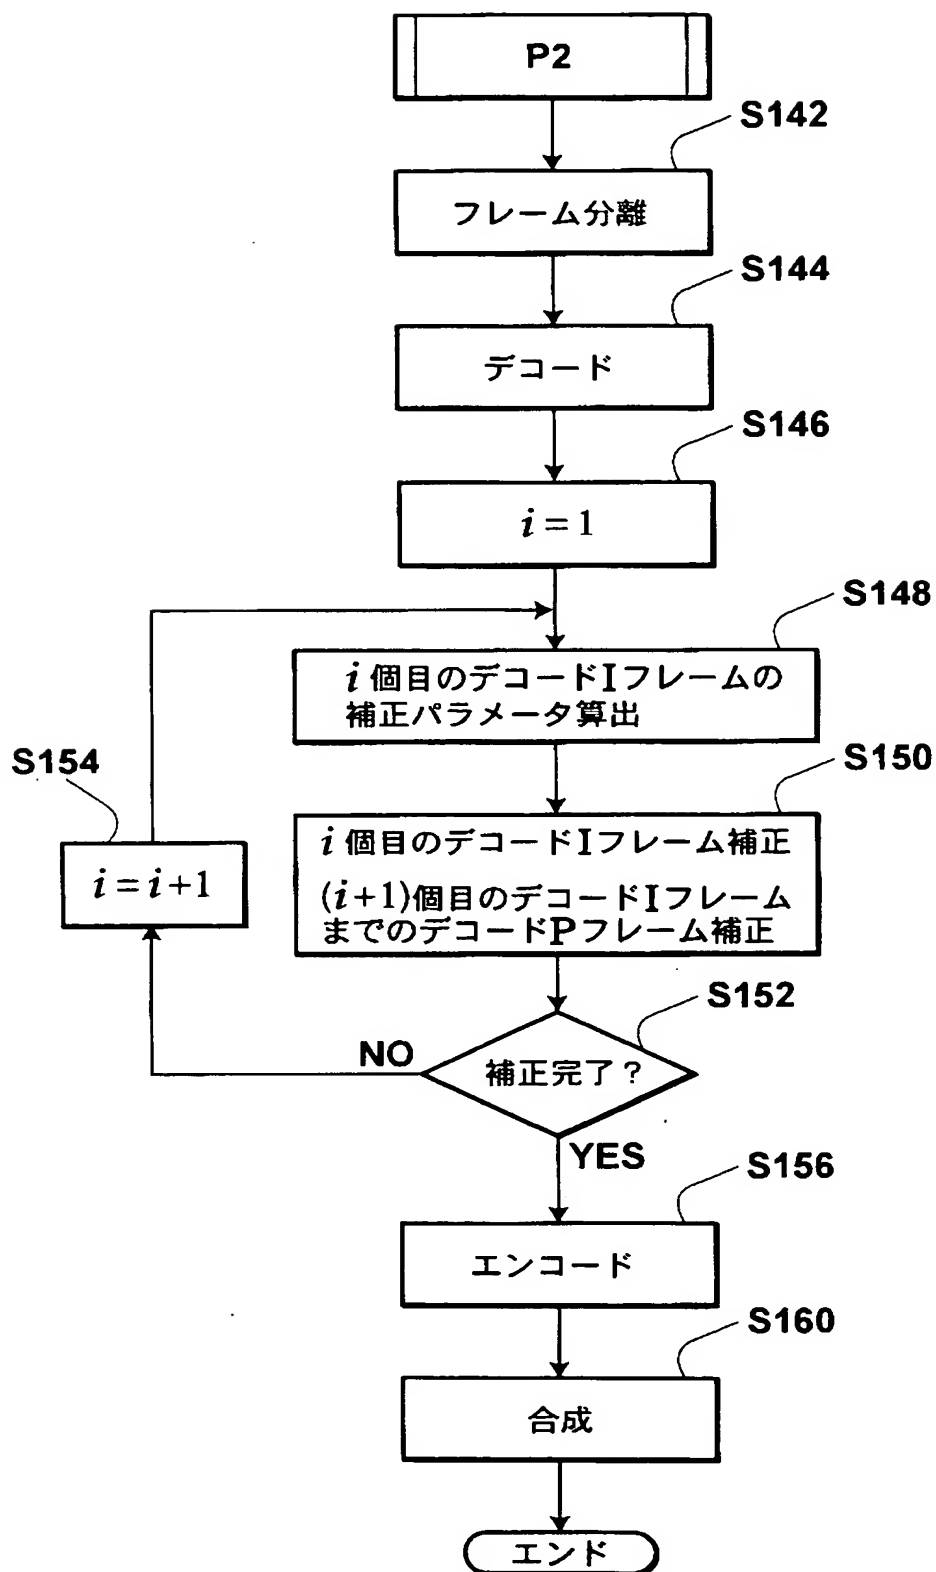 P2
S142
フレーム分離
S144
デコード
S146
i = 1
S148
i 個目のデコードIフレームの
補正パラメータ算出
S154
i = i+1
S150
i 個目のデコードIフレーム補正
(i+1)個目のデコードIフレーム
までのデコードPフレーム補正
S152
NO
補正完了？
YES
S156
エンコード
S160
合成
エンド